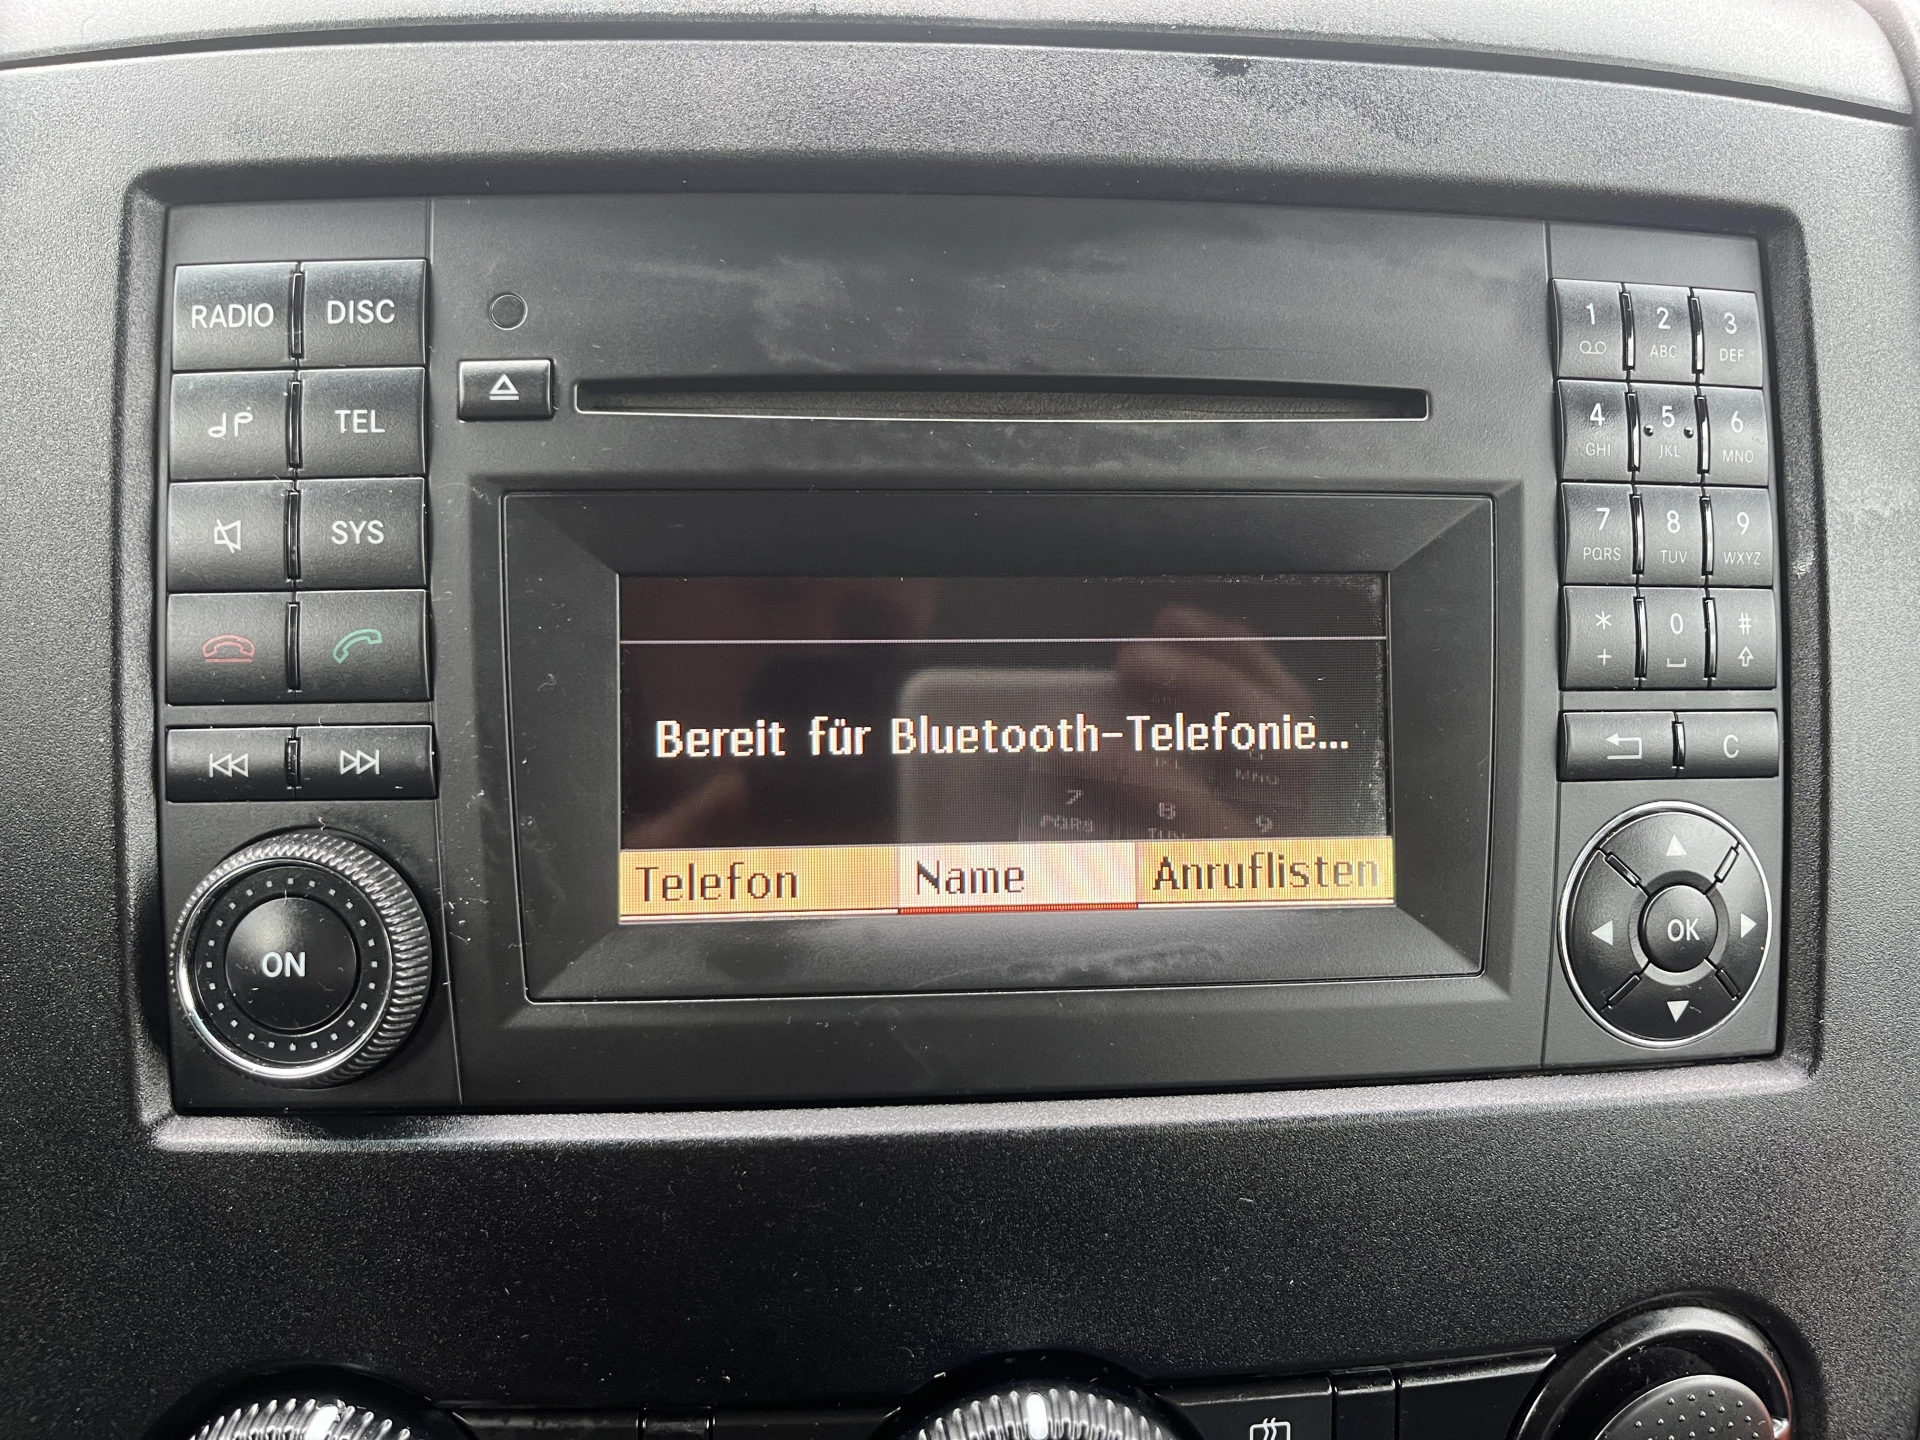 RADIO DISC
TEL
SYS
ON
Bereit für Bluetooth-Telefonie...
Telefon Name Anruflisten
1 2 3
ABC DEF
4 5 6
GHI JKL MNO
7 8 9
PQRS TUV WXYZ
* 0 #
+
C
OK